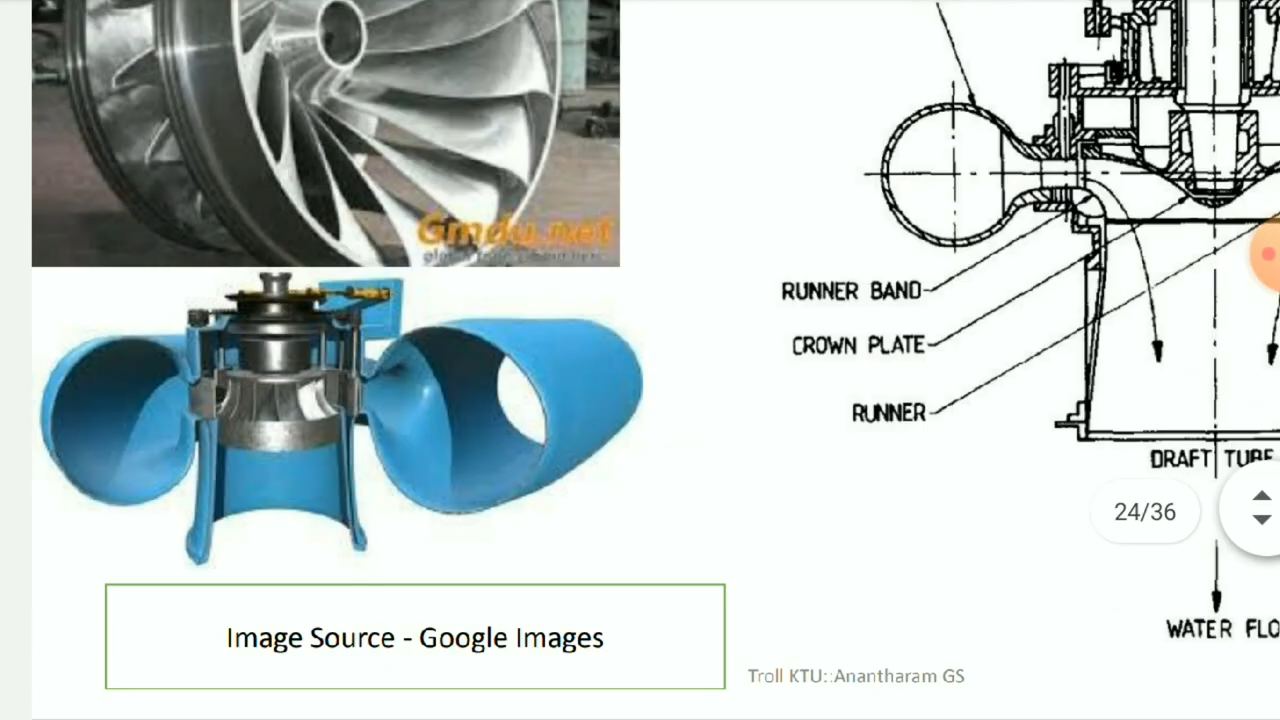 Gmdu.net
RUNNER BAND
CROWN PLATE
RUNNER
DRAFT TUBE
24/36
WATER FLO
Image Source - Google Images
Troll KTU::Anantharam GS